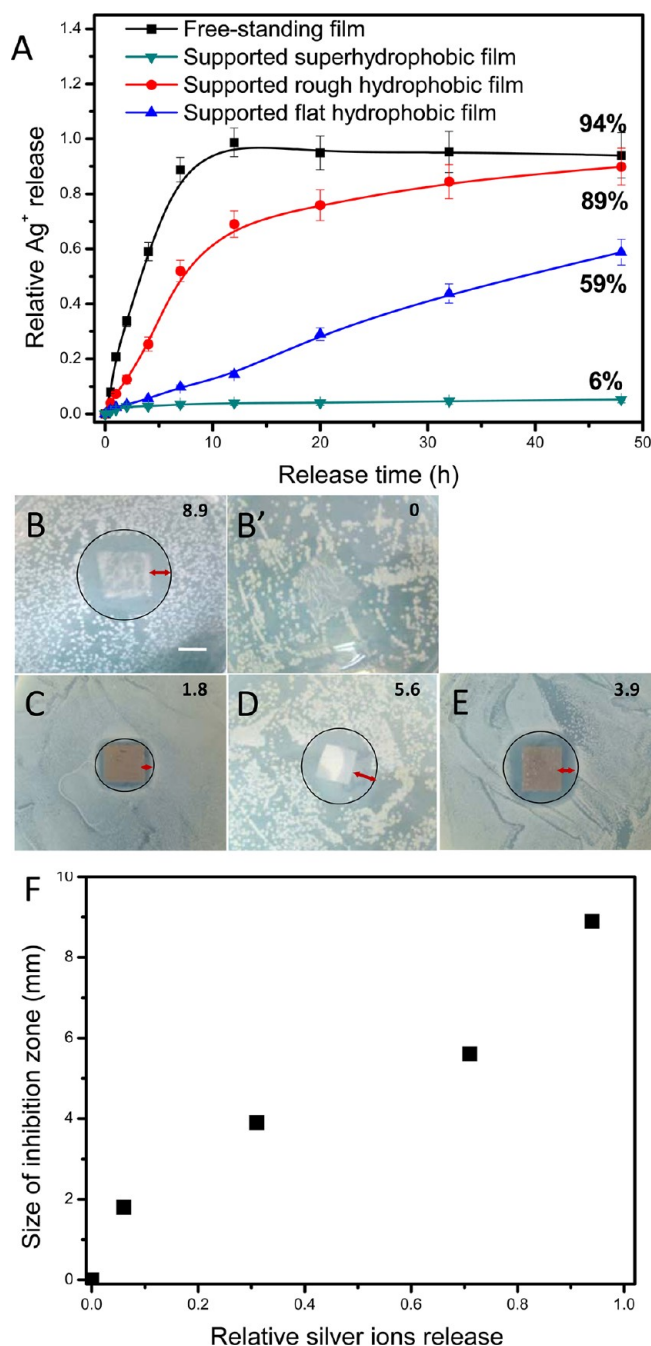 A
Free-standing film
Supported superhydrophobic film
Supported rough hydrophobic film
Supported flat hydrophobic film
1.4
1.2
1.0
0.8
0.6
0.4
0.2
0.0
Relative Ag⁺ release
94%
89%
59%
6%
0 10 20 30 40 50
Release time (h)
B 8.9
B' 0
C 1.8
D 5.6
E 3.9
F
10
8
6
4
2
0
Size of inhibition zone (mm)
0.0 0.2 0.4 0.6 0.8 1.0
Relative silver ions release